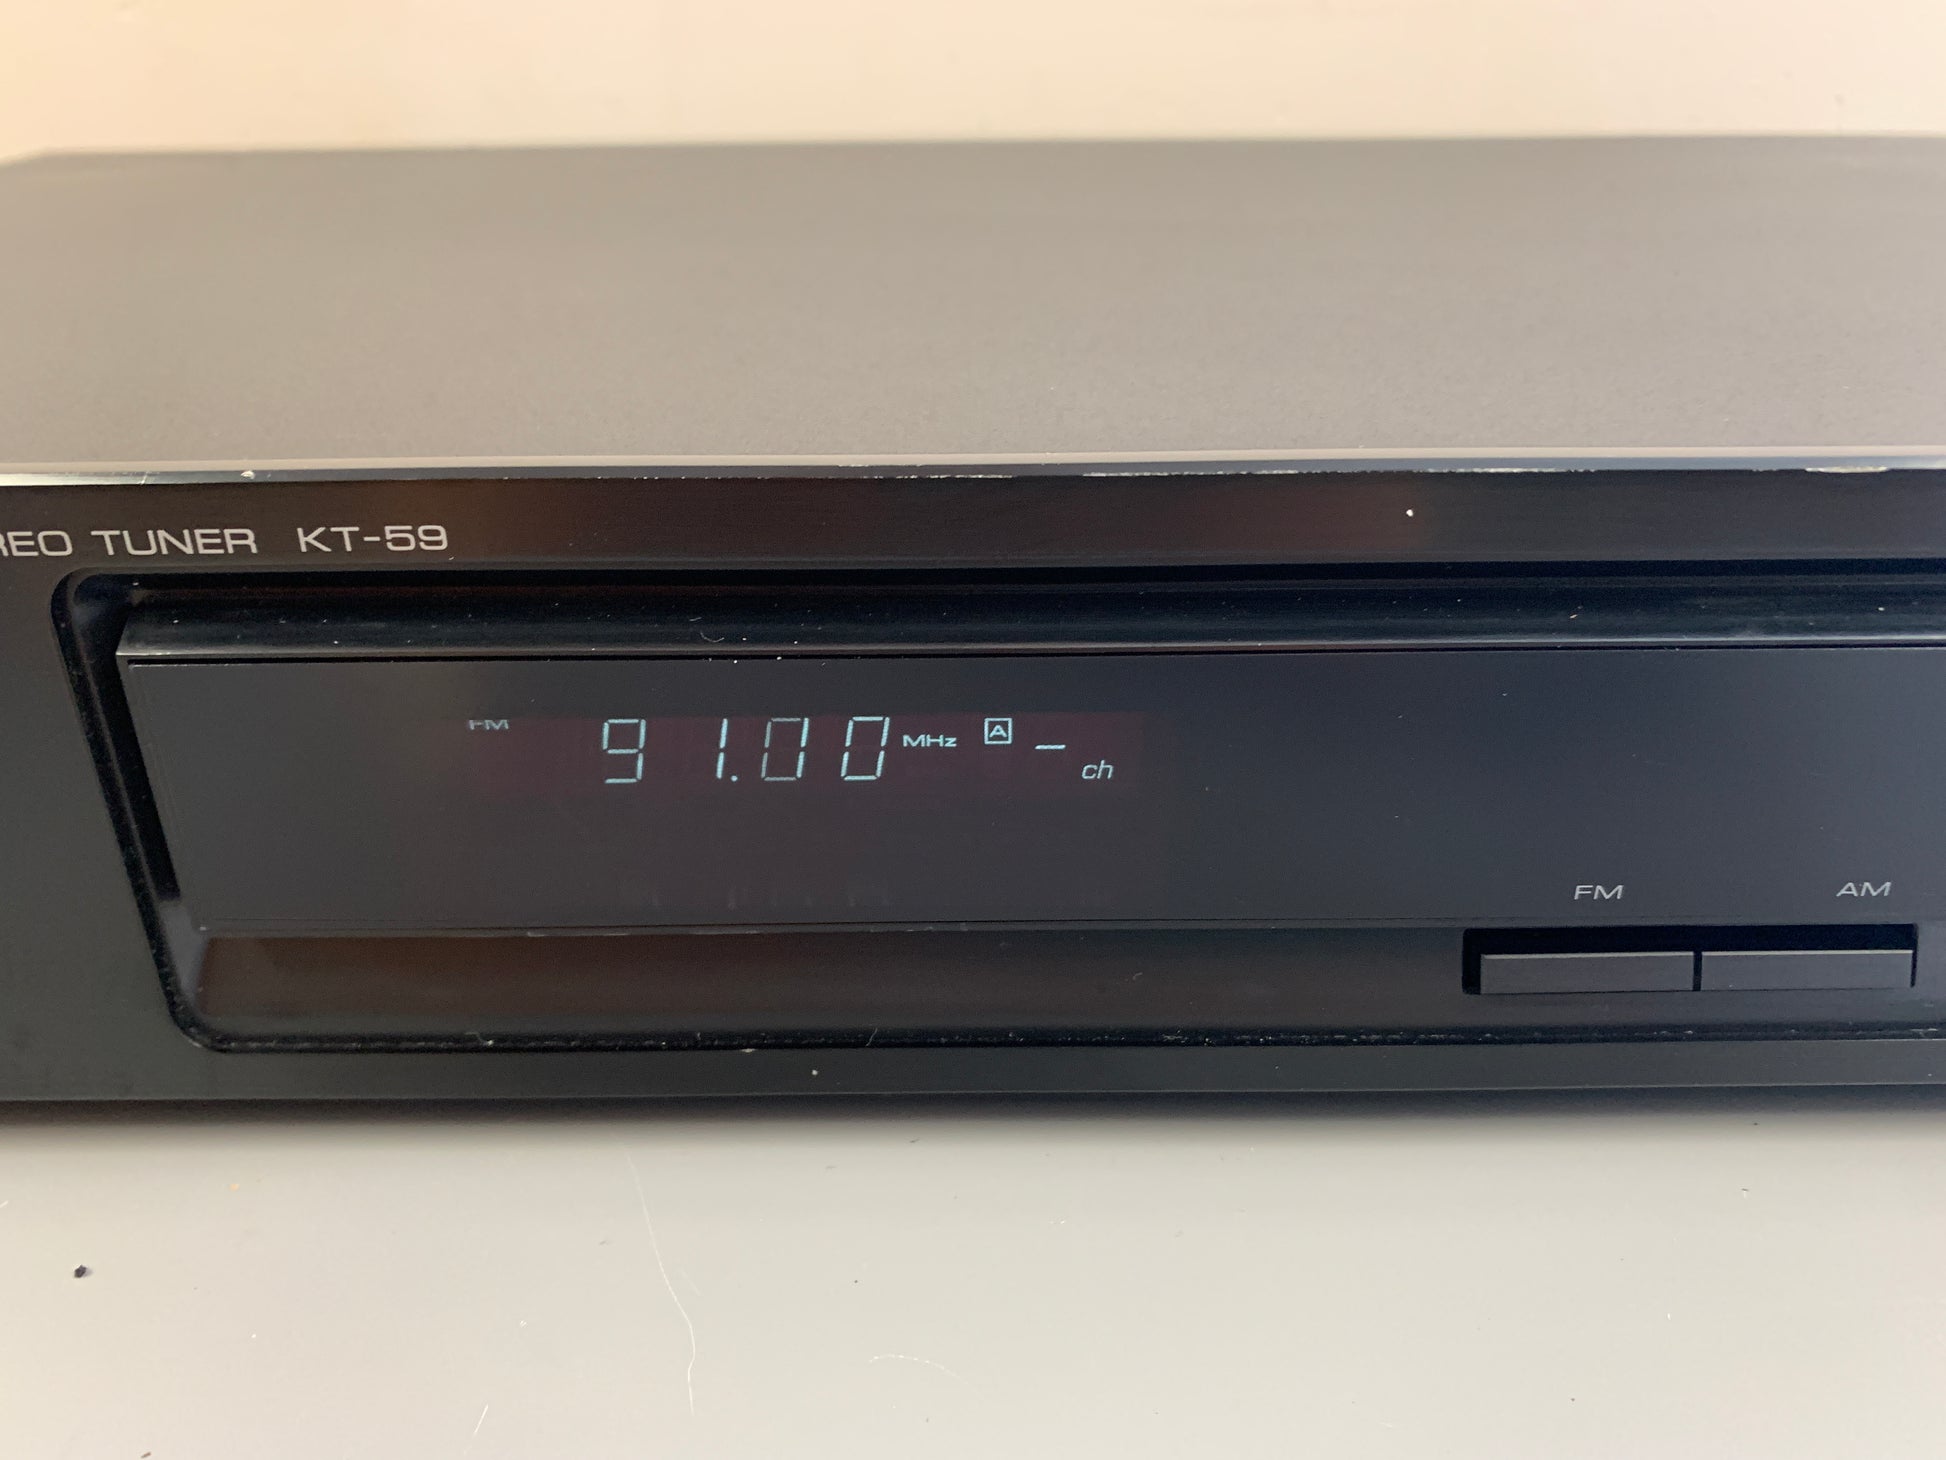 REO TUNER KT-59
FM 91.00 MHz A – ch
FM AM